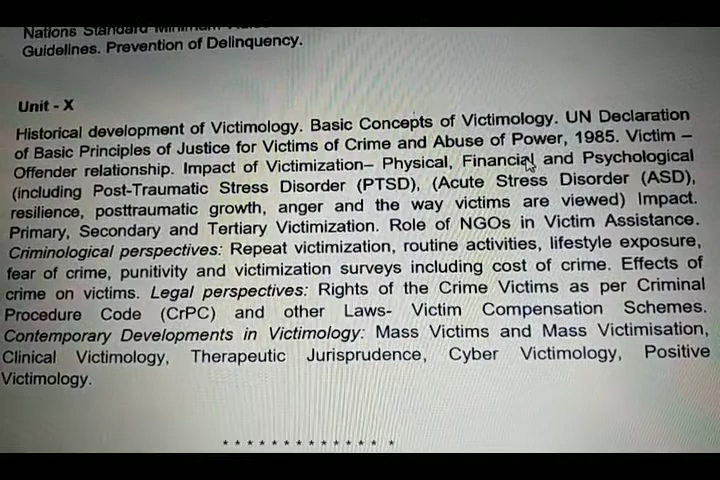 Nations Standard Minimum
Guidelines. Prevention of Delinquency.
Unit - X
Historical development of Victimology. Basic Concepts of Victimology. UN Declaration
of Basic Principles of Justice for Victims of Crime and Abuse of Power, 1985. Victim –
Offender relationship. Impact of Victimization– Physical, Financial and Psychological
(including Post-Traumatic Stress Disorder (PTSD), (Acute Stress Disorder (ASD),
resilience, posttraumatic growth, anger and the way victims are viewed) Impact.
Primary, Secondary and Tertiary Victimization. Role of NGOs in Victim Assistance.
Criminological perspectives: Repeat victimization, routine activities, lifestyle exposure,
fear of crime, punitivity and victimization surveys including cost of crime. Effects of
crime on victims. Legal perspectives: Rights of the Crime Victims as per Criminal
Procedure Code (CrPC) and other Laws- Victim Compensation Schemes.
Contemporary Developments in Victimology: Mass Victims and Mass Victimisation,
Clinical Victimology, Therapeutic Jurisprudence, Cyber Victimology, Positive
Victimology.
* * * * * * * * * * * * * *